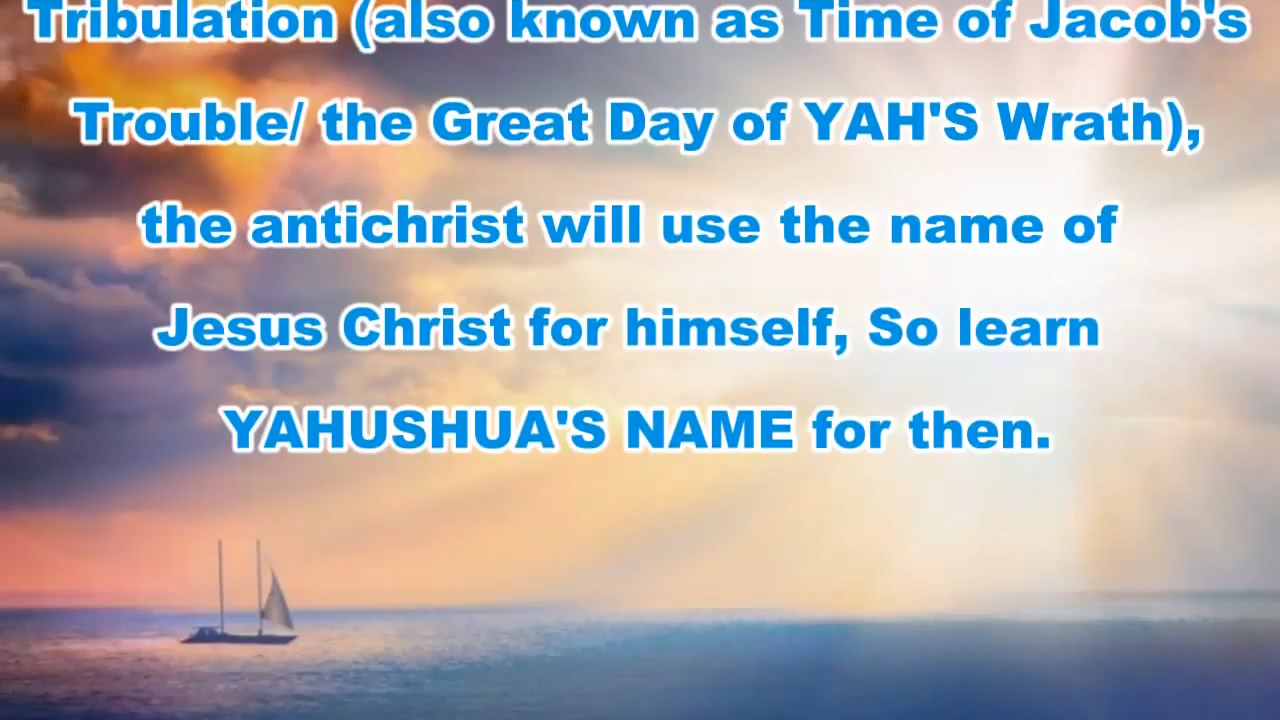 Tribulation (also known as Time of Jacob's
Trouble/ the Great Day of YAH'S Wrath),
the antichrist will use the name of
Jesus Christ for himself, So learn
YAHUSHUA'S NAME for then.